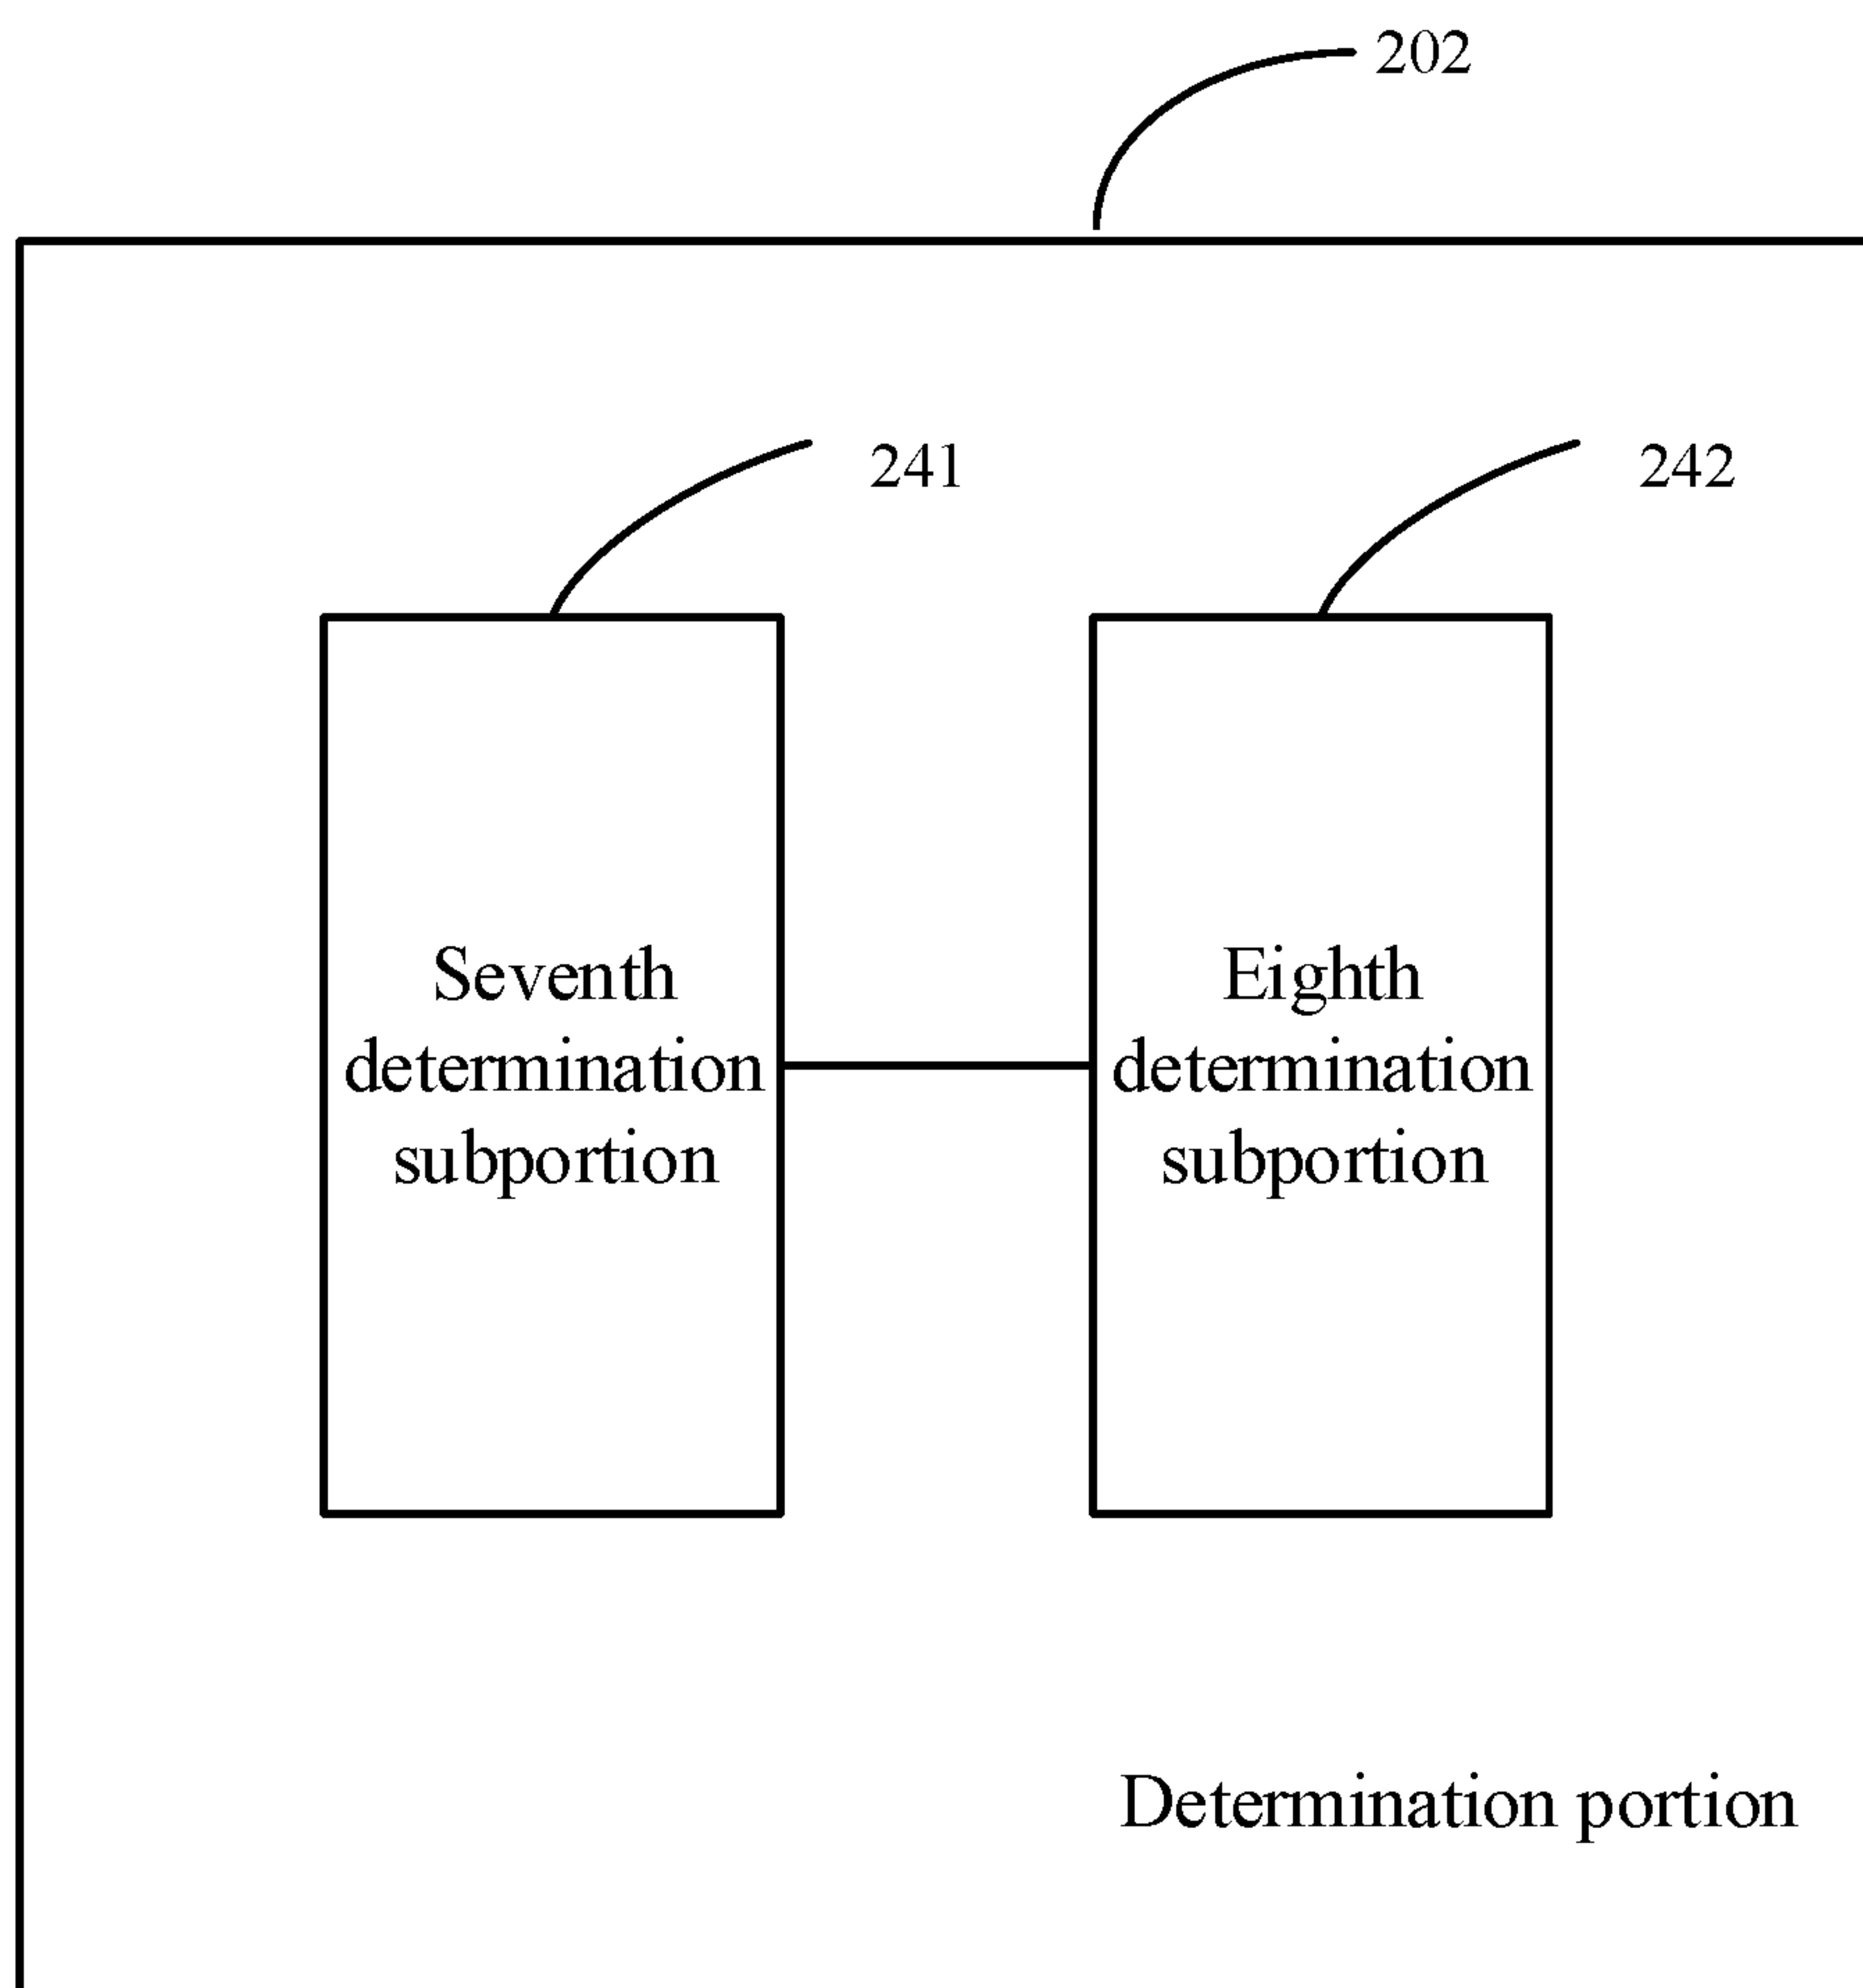 202
241
242
Seventh
determination
subportion
Eighth
determination
subportion
Determination portion